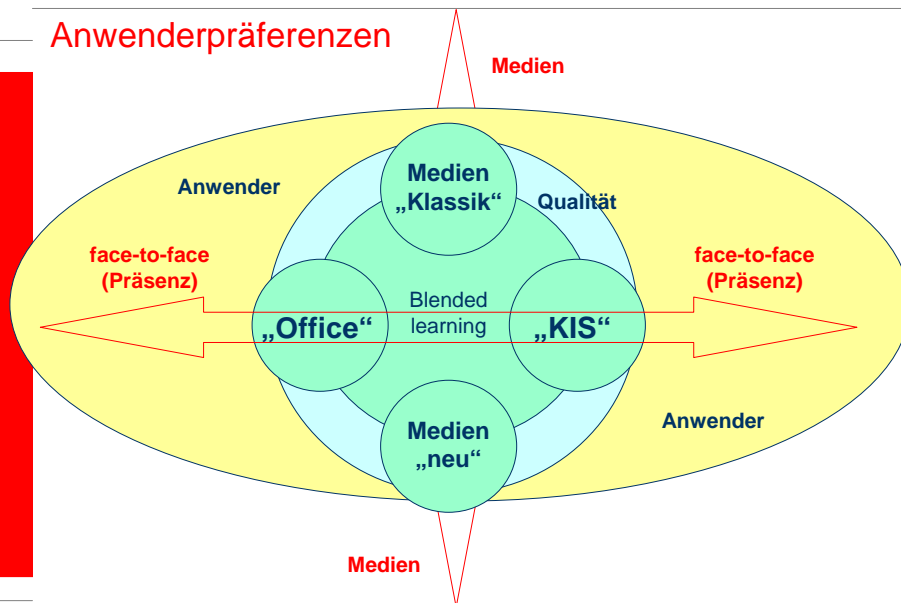 Anwenderpräferenzen
Medien
Medien
„Klassik“
Anwender
Qualität
face-to-face
(Präsenz)
face-to-face
(Präsenz)
Blended
learning
„Office“
„KIS“
Anwender
Medien
„neu“
Medien